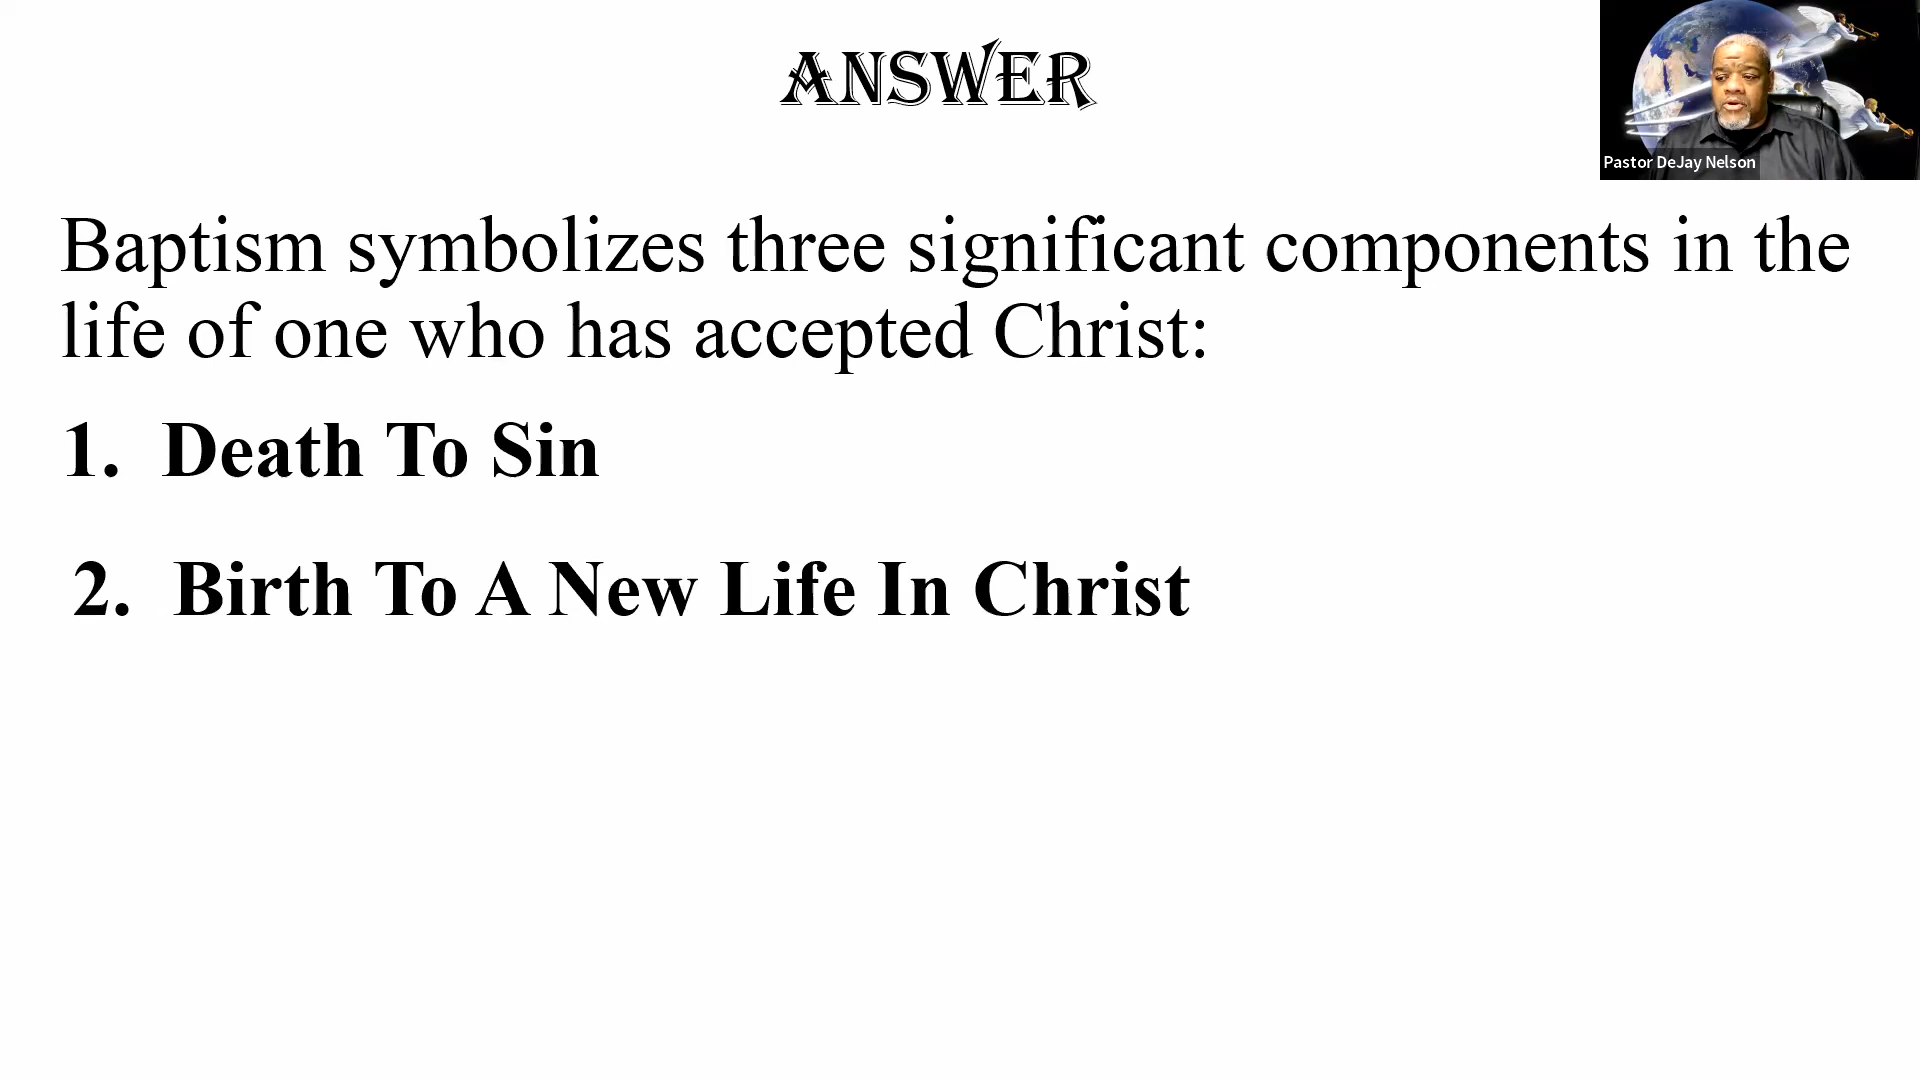 ANSWER
Pastor DeJay Nelson
Baptism symbolizes three significant components in the
life of one who has accepted Christ:
1. Death To Sin
2. Birth To A New Life In Christ